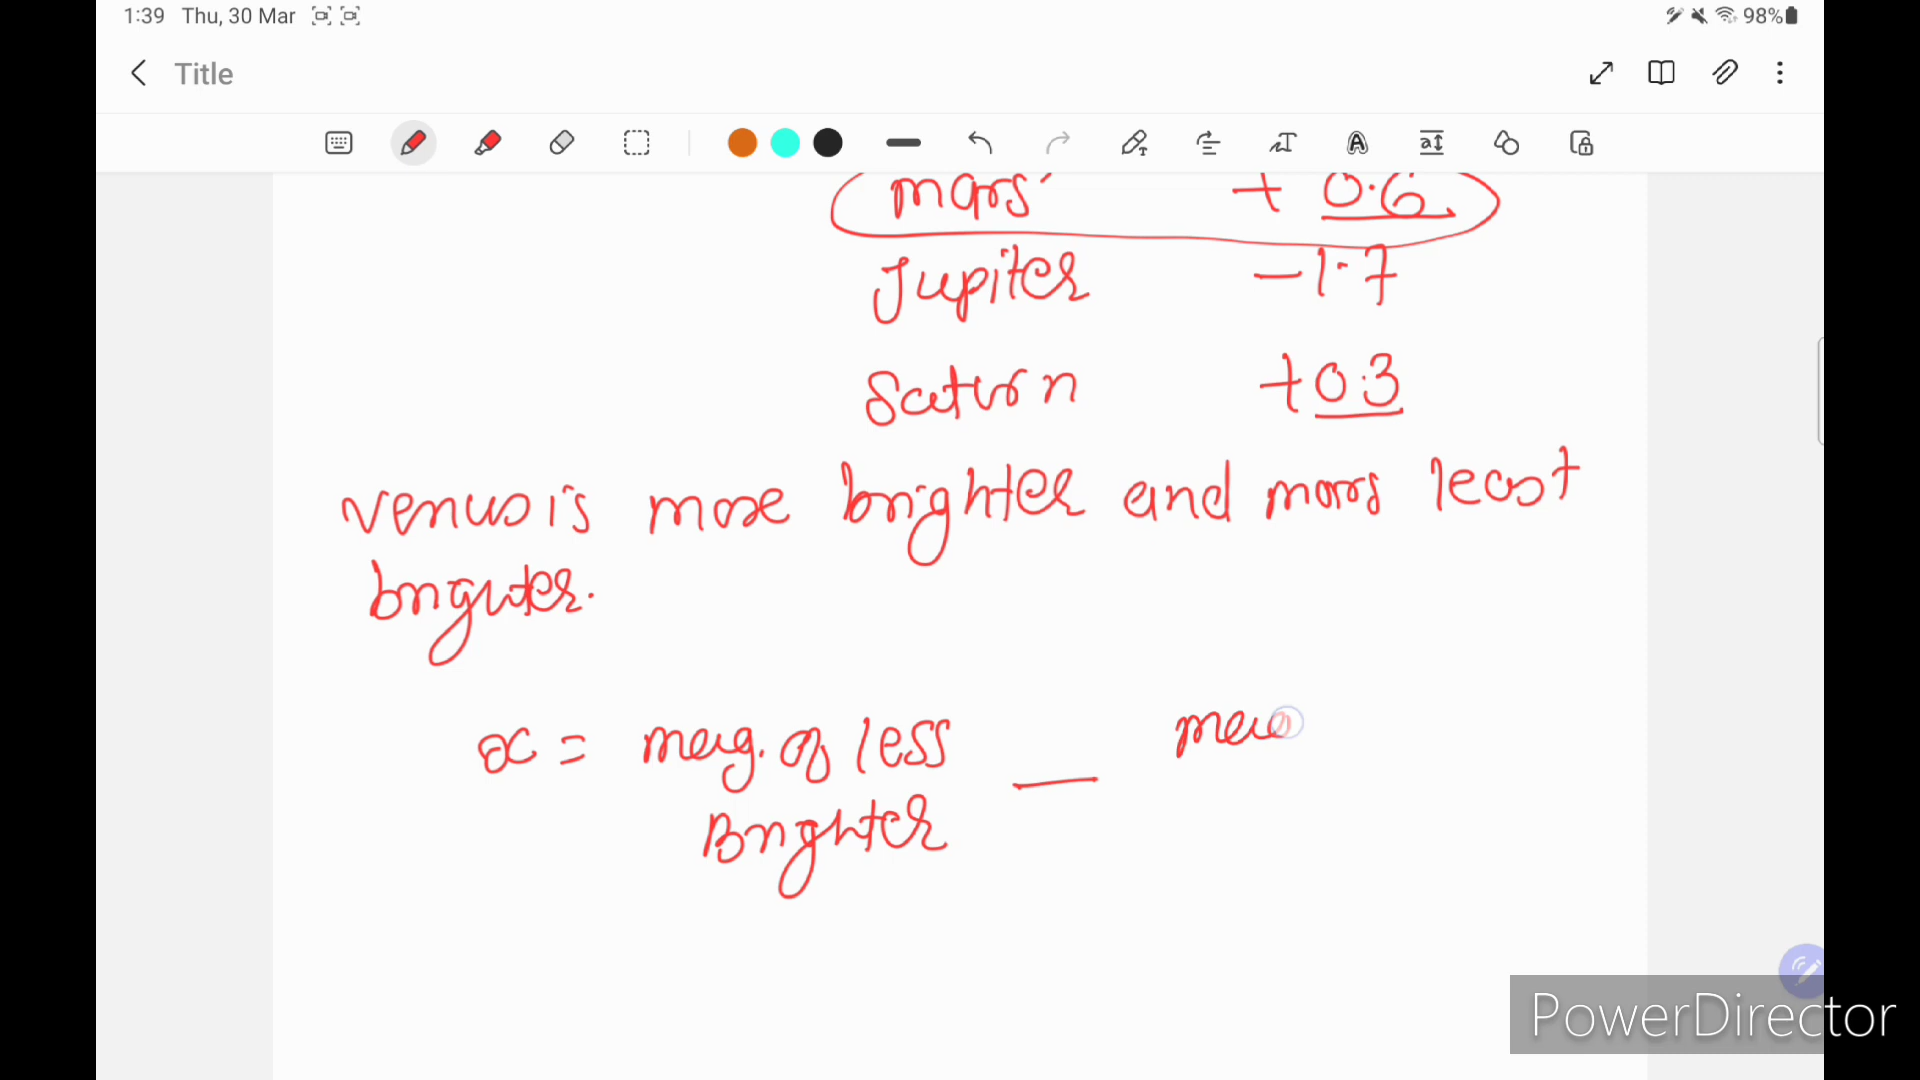 1:39 Thu, 30 Mar 98%
Title
mars + 0.6
Jupiter - 1.7
Saturn + 0.3
Venus is more brighter and mars least
brighter.
x = mag. of less — ma
Brighter
PowerDirector